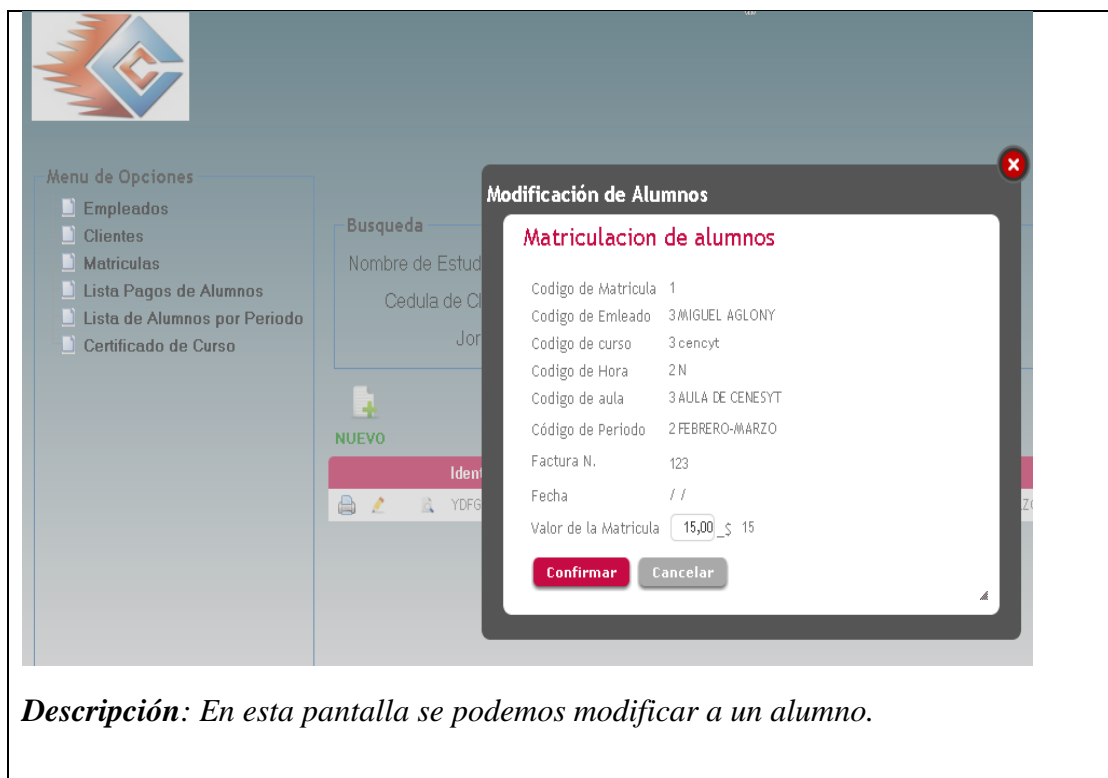 Menu de Opciones
Empleados
Clientes
Matriculas
Lista Pagos de Alumnos
Lista de Alumnos por Periodo
Certificado de Curso
Busqueda
Nombre de Estud
Cedula de Cl
Jor
NUEVO
Ident
YDFG
Modificación de Alumnos
Matriculacion de alumnos
Codigo de Matricula 1
Codigo de Emleado 3 MIGUEL AGLONY
Codigo de curso 3 cencyt
Codigo de Hora 2 N
Codigo de aula 3 AULA DE CENESYT
Código de Periodo 2 FEBRERO-MARZO
Factura N. 123
Fecha / /
Valor de la Matricula 15,00_$ 15
Confirmar Cancelar
Descripción: En esta pantalla se podemos modificar a un alumno.